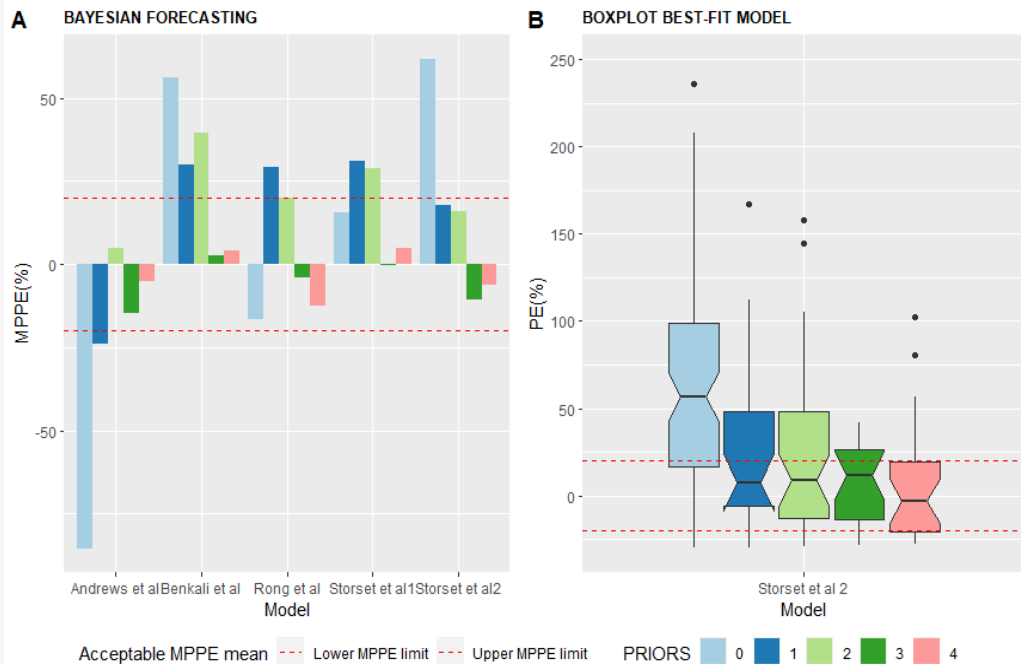 A BAYESIAN FORECASTING
MPPE(%)
50
0
-50
Andrews et al Benkali et al Rong et al Storset et al1 Storset et al2
Model
B BOXPLOT BEST-FIT MODEL
PE(%)
250
200
150
100
50
0
Storset et al 2
Model
Acceptable MPPE mean Lower MPPE limit Upper MPPE limit PRIORS 0 1 2 3 4